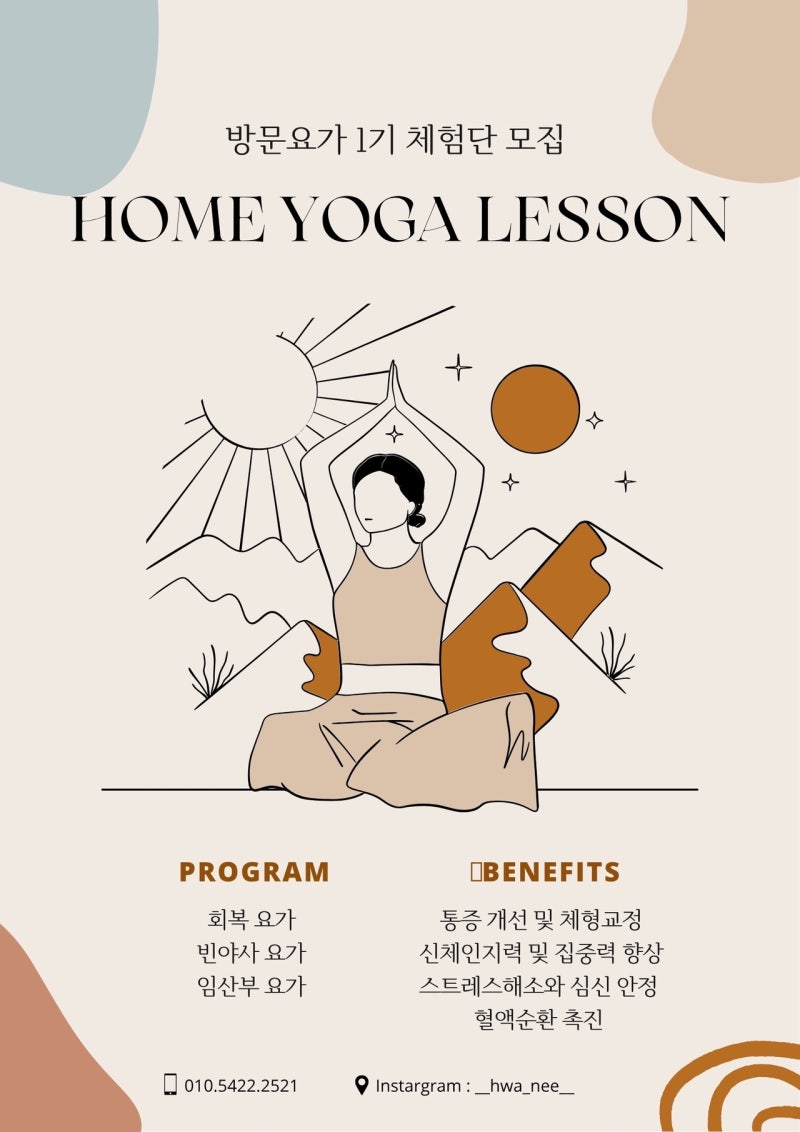 방문요가 1기 체험단 모집
HOME YOGA LESSON
PROGRAM
회복 요가
빈야사 요가
임산부 요가
BENEFITS
통증 개선 및 체형교정
신체인지력 및 집중력 향상
스트레스해소와 심신 안정
혈액순환 촉진
010.5422.2521
Instargram : __hwa_nee__